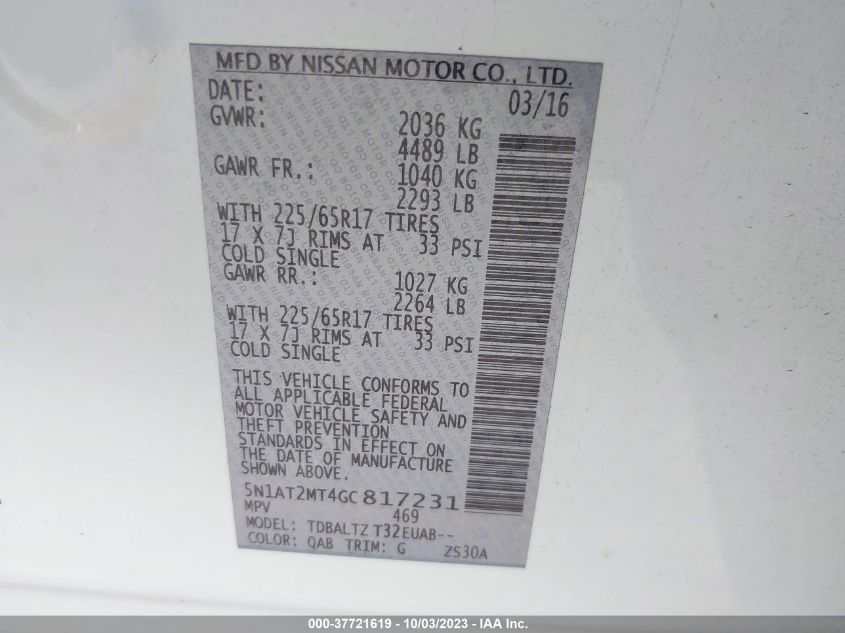 MFD BY NISSAN MOTOR CO., LTD.
DATE: 03/16
GVWR: 2036 KG
4489 LB
GAWR FR.: 1040 KG
2293 LB
WITH 225/65R17 TIRES
17 X 7J RIMS AT 33 PSI
COLD SINGLE
GAWR RR.: 1027 KG
2264 LB
WITH 225/65R17 TIRES
17 X 7J RIMS AT 33 PSI
COLD SINGLE
THIS VEHICLE CONFORMS TO
ALL APPLICABLE FEDERAL
MOTOR VEHICLE SAFETY AND
THEFT PREVENTION
STANDARDS IN EFFECT ON
THE DATE OF MANUFACTURE
SHOWN ABOVE.
5N1AT2MT4GC817231
MPV 469
MODEL: TDBALTZ T32EUAB--
COLOR: QAB TRIM: G ZS30A
000-37721619 - 10/03/2023 - IAA Inc.